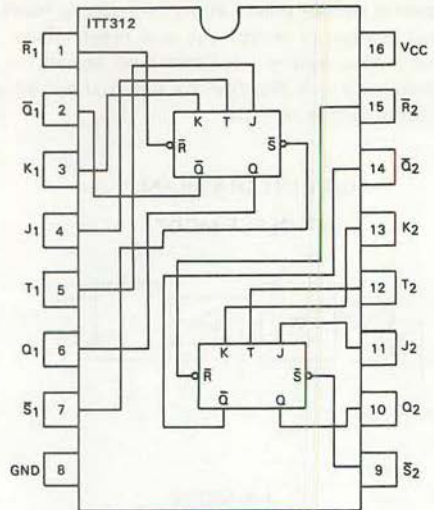 ITT312
R̅1 1
16 VCC
Q̅1 2
15 R̅2
K1 3
14 Q̅2
J1 4
13 K2
T1 5
12 T2
Q1 6
11 J2
S̅1 7
10 Q2
GND 8
9 S̅2
K T J
R̅ S̅
Q̅ Q
K T J
R̅ S̅
Q̅ Q